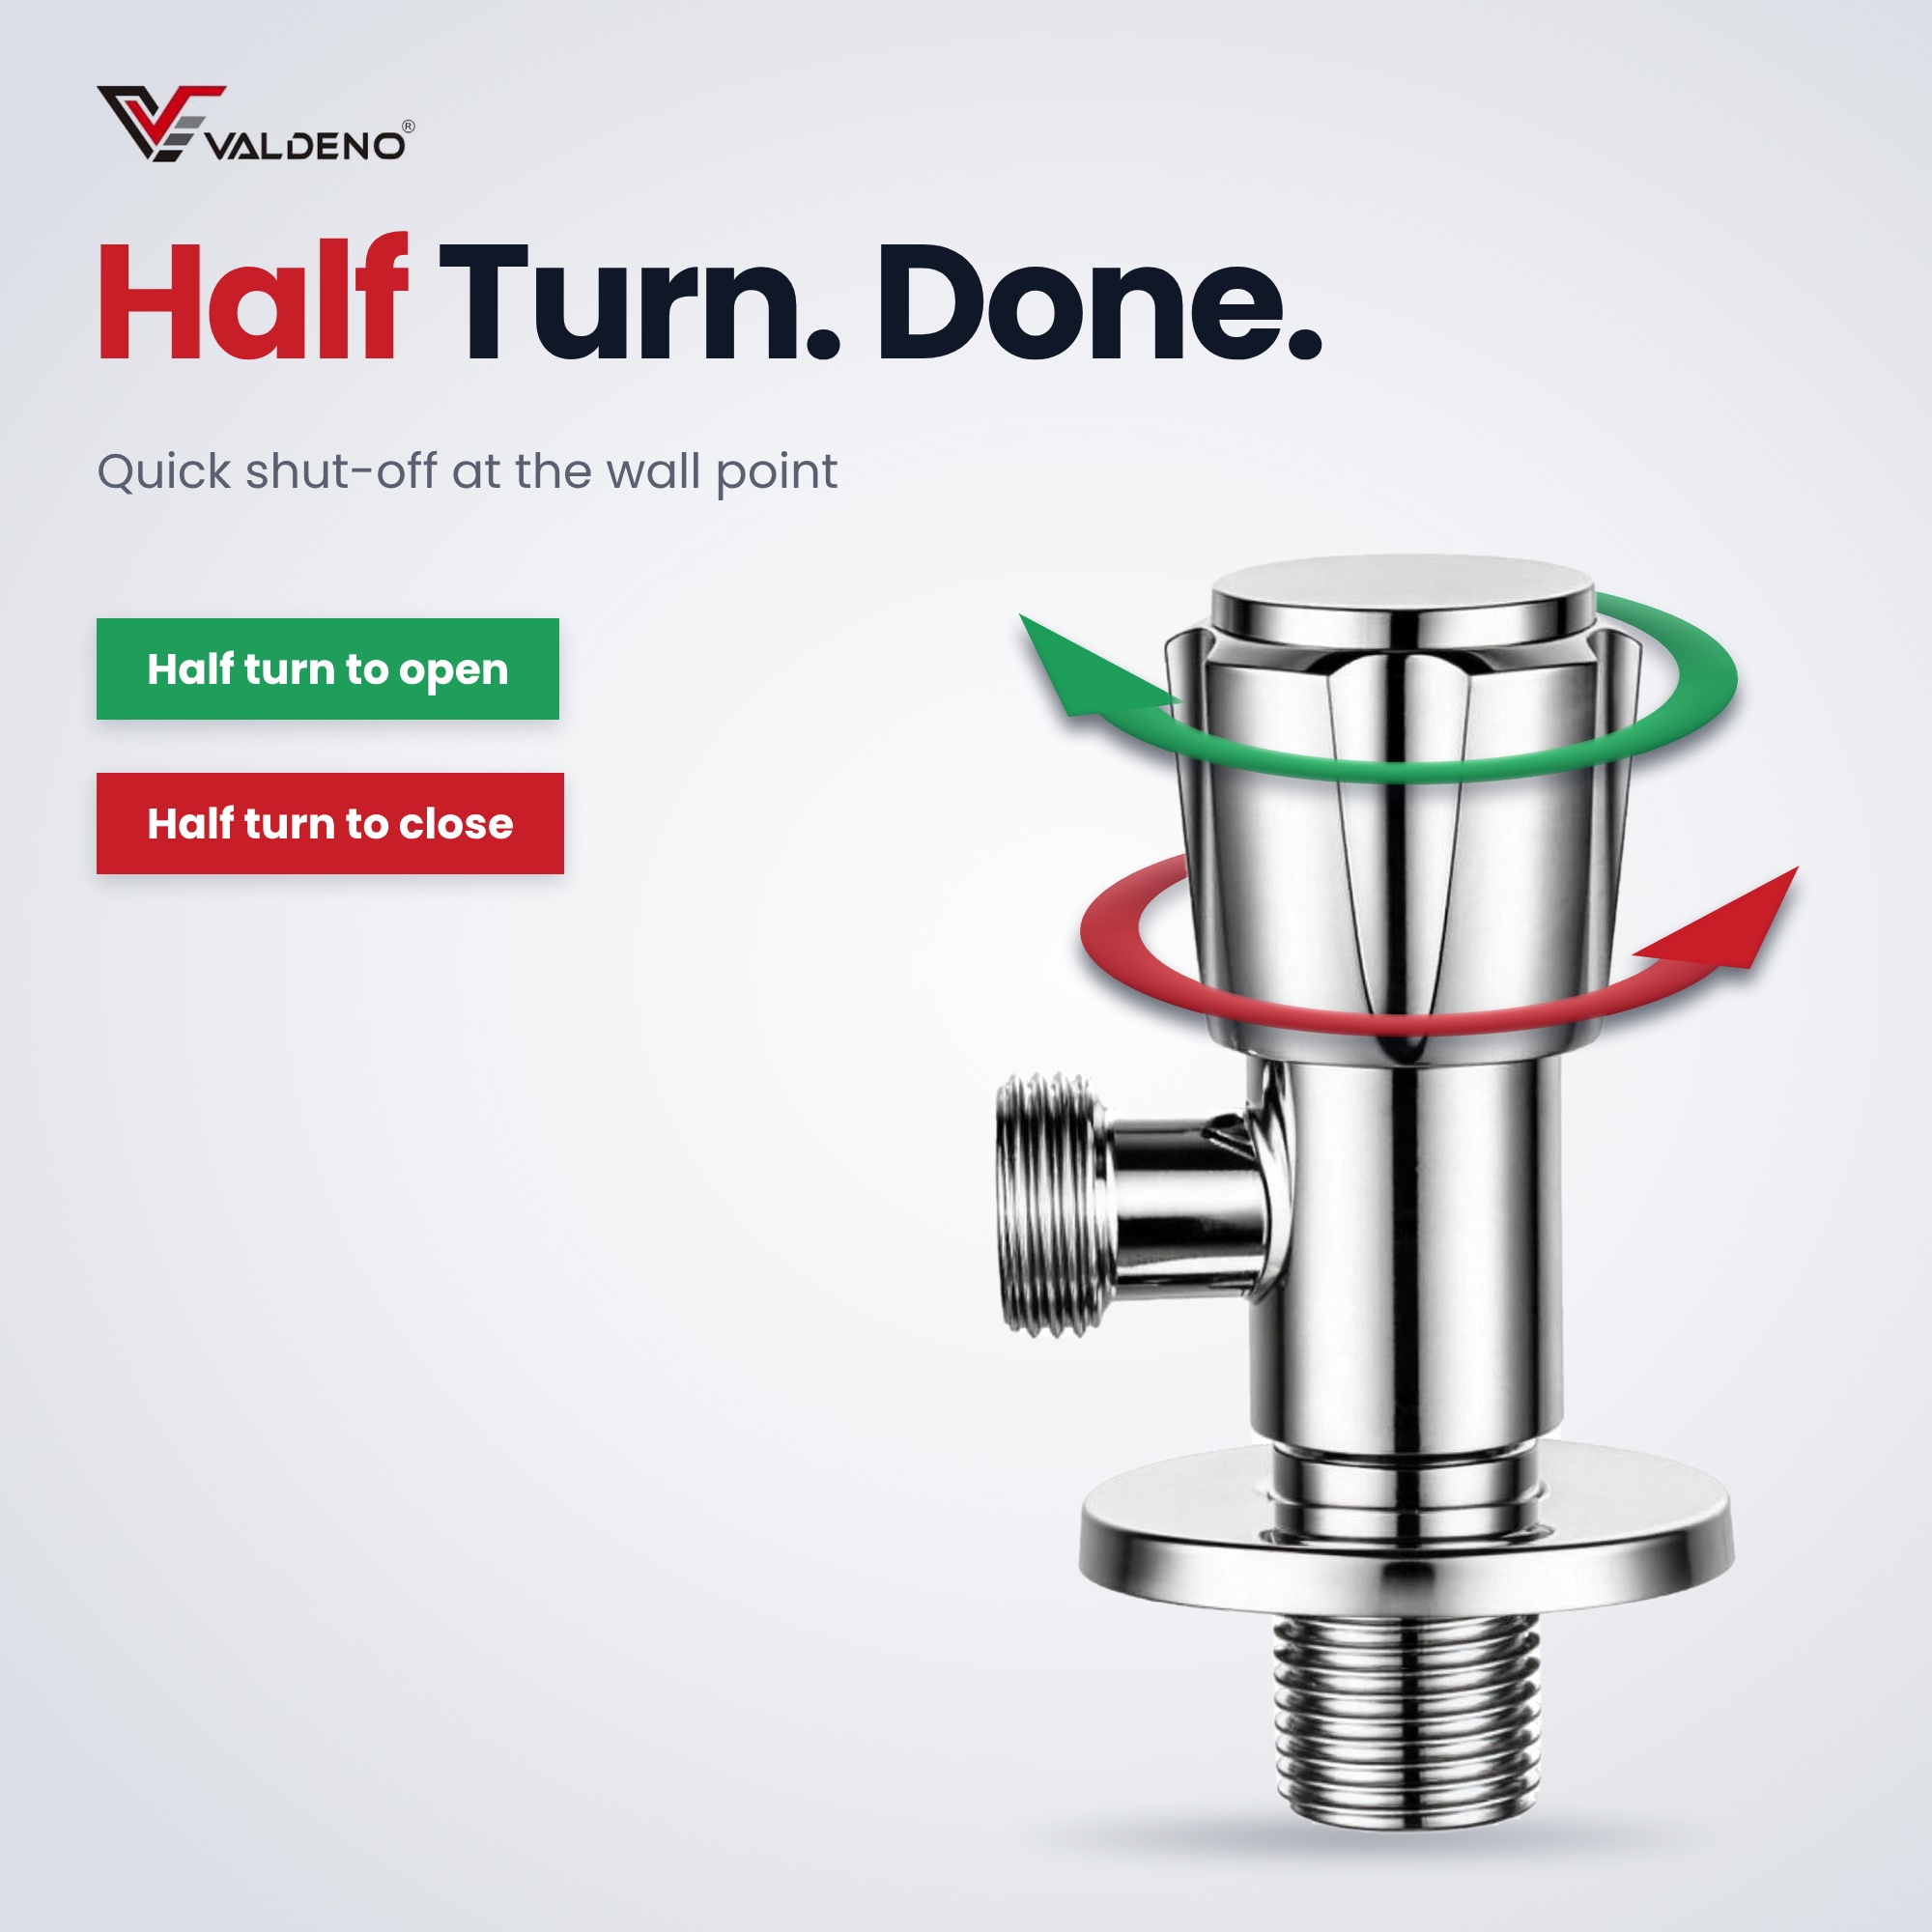 VALDENO®
Half Turn. Done.
Quick shut-off at the wall point
Half turn to open
Half turn to close